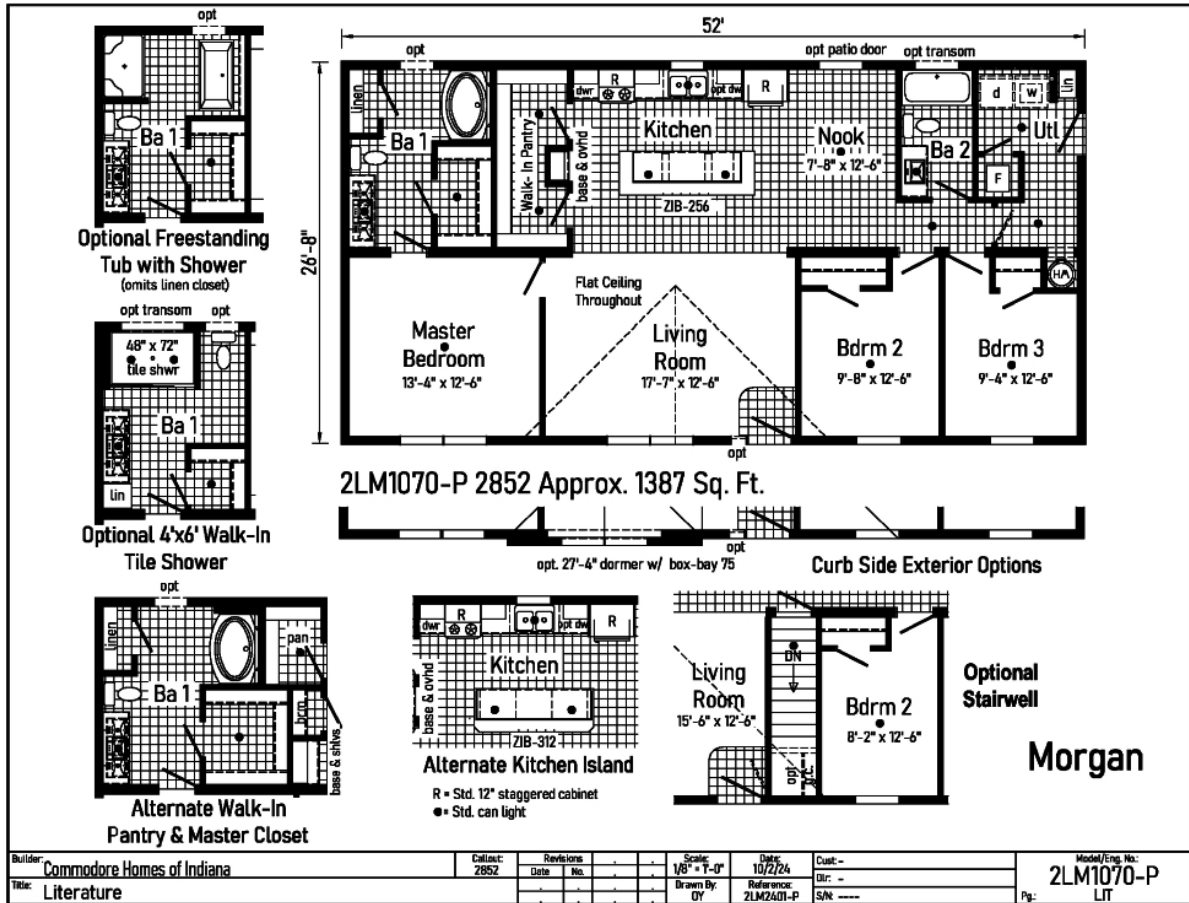 opt
Ba 1
Optional Freestanding
Tub with Shower
(omits linen closet)
opt transom
opt
48" x 72"
tile shwr
Ba 1
lin
Optional 4'x6' Walk-In
Tile Shower
opt
linen
pan
Ba 1
brm
base & shlvs
Alternate Walk-In
Pantry & Master Closet
52'
26'-8"
opt
opt patio door
opt transom
linen
Ba 1
Walk- In Pantry
base & ovhd
dwr
R
opt dw
R
Kitchen
ZIB-256
Nook
7'-8" x 12'-6"
Ba 2
d
w
Lin
Utl
F
HW
Flat Ceiling
Throughout
Master
Bedroom
13'-4" x 12'-6"
Living
Room
17'-7" x 12'-6"
Bdrm 2
9'-8" x 12'-6"
Bdrm 3
9'-4" x 12'-6"
opt
2LM1070-P 2852 Approx. 1387 Sq. Ft.
opt
opt. 27'-4" dormer w/ box-bay 75
Curb Side Exterior Options
dwr
R
opt dw
R
base & ovhd
Kitchen
ZIB-312
Alternate Kitchen Island
R = Std. 12" staggered cabinet
● = Std. can light
Living
Room
15'-6" x 12'-6"
DN
opt
Bdrm 2
8'-2" x 12'-6"
Optional
Stairwell
Morgan
Builder: Commodore Homes of Indiana
Title: Literature
Callout: 2852
Revisions
Date No.
Scale: 1/8" = 1'-0"
Drawn By: OY
Date: 10/2/24
Reference: 2LM2401-P
Cust: -
Dlr: -
S/N: ----
Model/Eng. No.:
2LM1070-P
Pg.: LIT